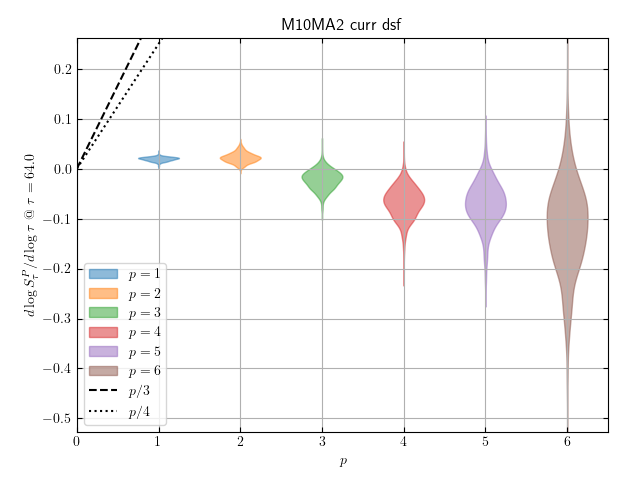 M10MA2 curr dsf
d log S_τ^P / d log τ @ τ = 64.0
0.2
0.1
0.0
−0.1
−0.2
−0.3
−0.4
−0.5
p = 1
p = 2
p = 3
p = 4
p = 5
p = 6
p/3
p/4
0 1 2 3 4 5 6
p